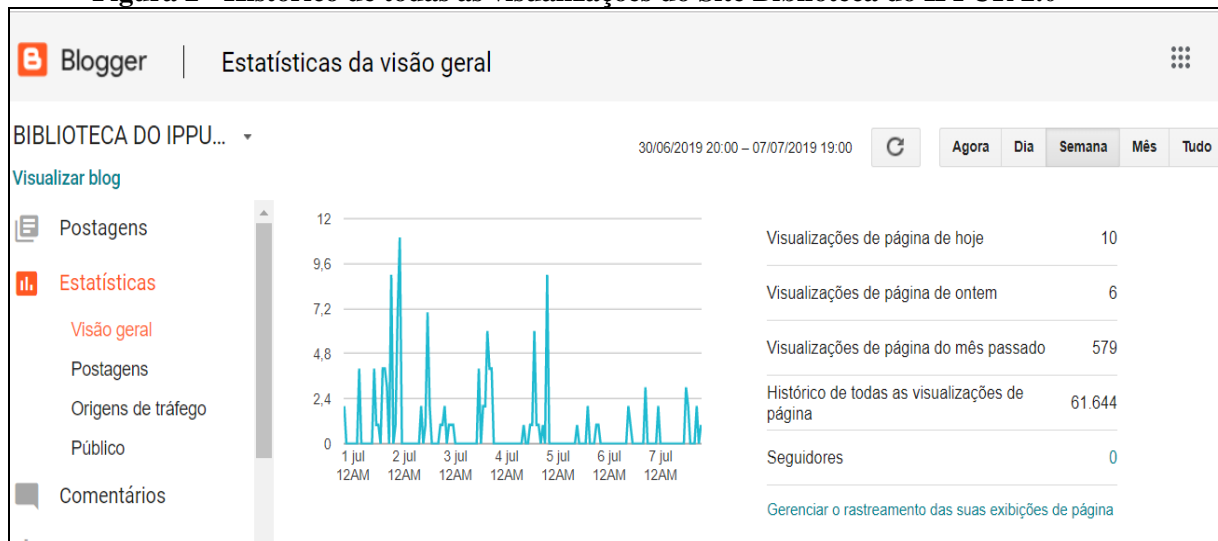 Blogger
Estatísticas da visão geral
BIBLIOTECA DO IPPU...
Visualizar blog
30/06/2019 20:00 – 07/07/2019 19:00
Agora Dia Semana Mês Tudo
Postagens
Estatísticas
Visão geral
Postagens
Origens de tráfego
Público
Comentários
12
9,6
7,2
4,8
2,4
0
1 jul 2 jul 3 jul 4 jul 5 jul 6 jul 7 jul
12AM 12AM 12AM 12AM 12AM 12AM 12AM
Visualizações de página de hoje 10
Visualizações de página de ontem 6
Visualizações de página do mês passado 579
Histórico de todas as visualizações de
página 61.644
Seguidores 0
Gerenciar o rastreamento das suas exibições de página